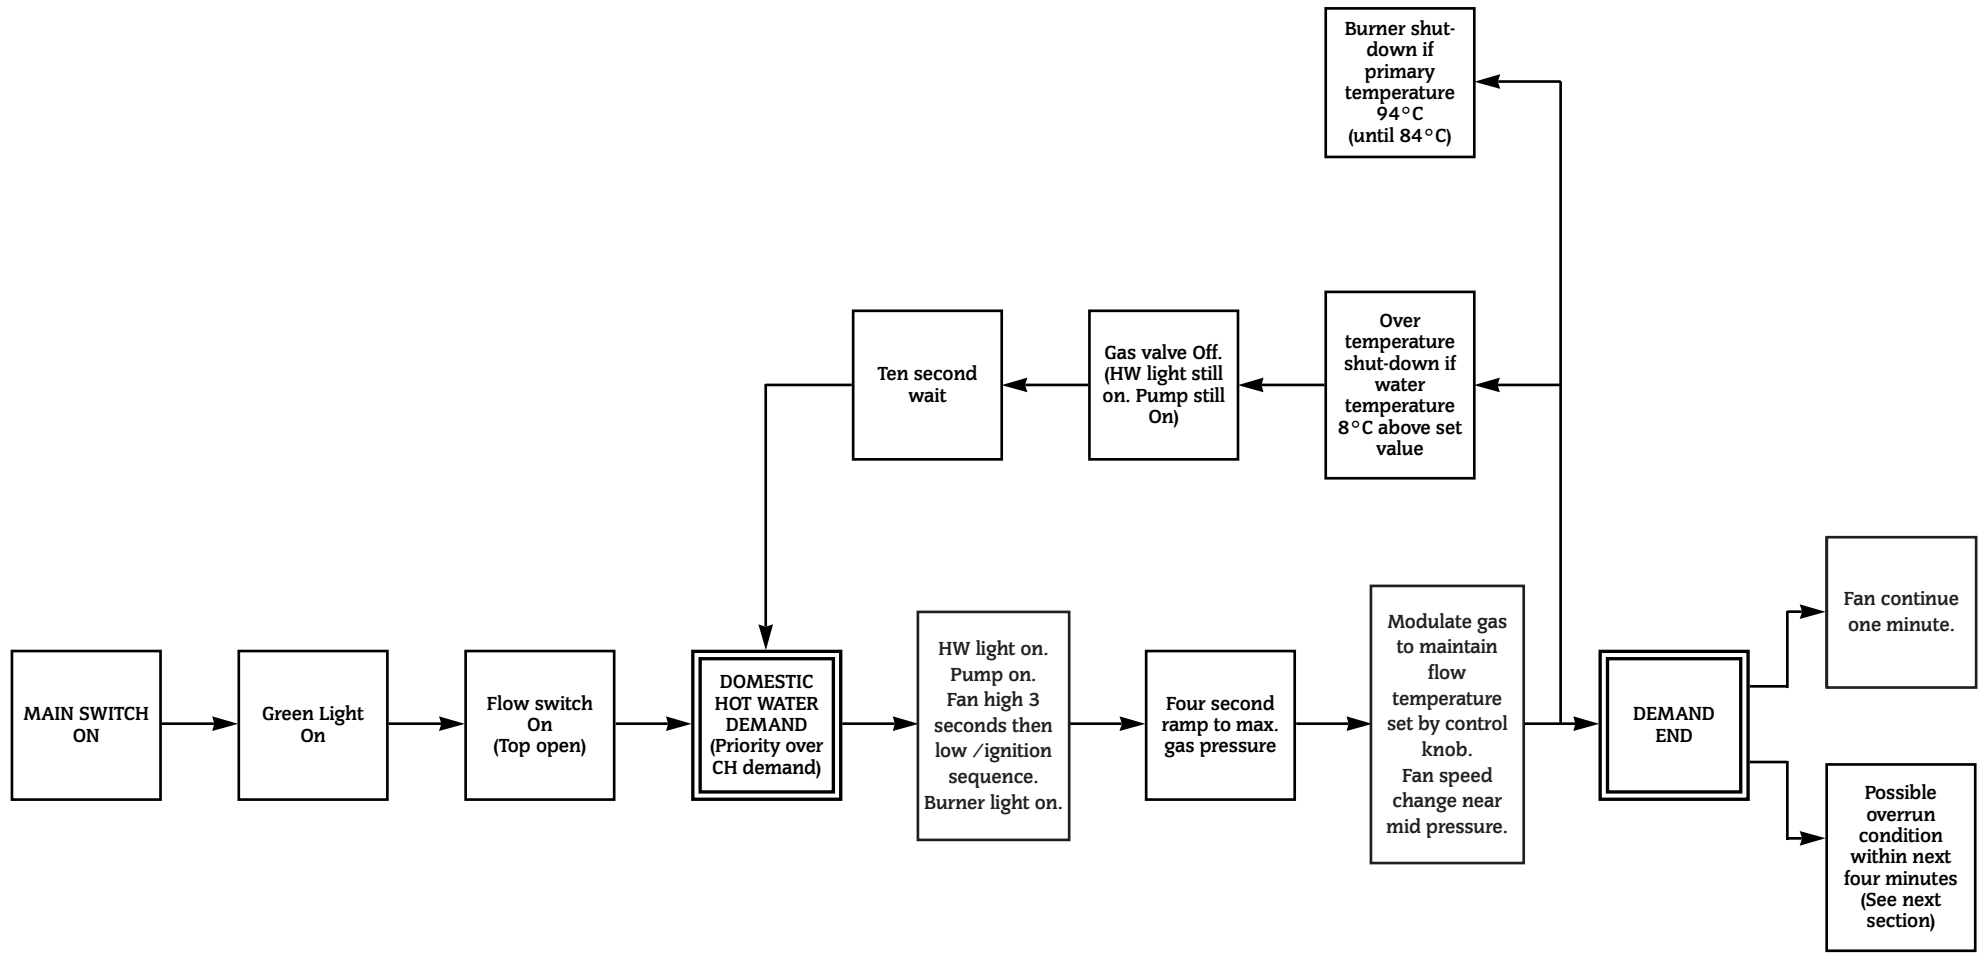 Burner shut-
down if
primary
temperature
94°C
(until 84°C)
Ten second
wait
Gas valve Off.
(HW light still
on. Pump still
On)
Over
temperature
shut-down if
water
temperature
8°C above set
value
MAIN SWITCH
ON
Green Light
On
Flow switch
On
(Top open)
DOMESTIC
HOT WATER
DEMAND
(Priority over
CH demand)
HW light on.
Pump on.
Fan high 3
seconds then
low /ignition
sequence.
Burner light on.
Four second
ramp to max.
gas pressure
Modulate gas
to maintain
flow
temperature
set by control
knob.
Fan speed
change near
mid pressure.
DEMAND
END
Fan continue
one minute.
Possible
overrun
condition
within next
four minutes
(See next
section)